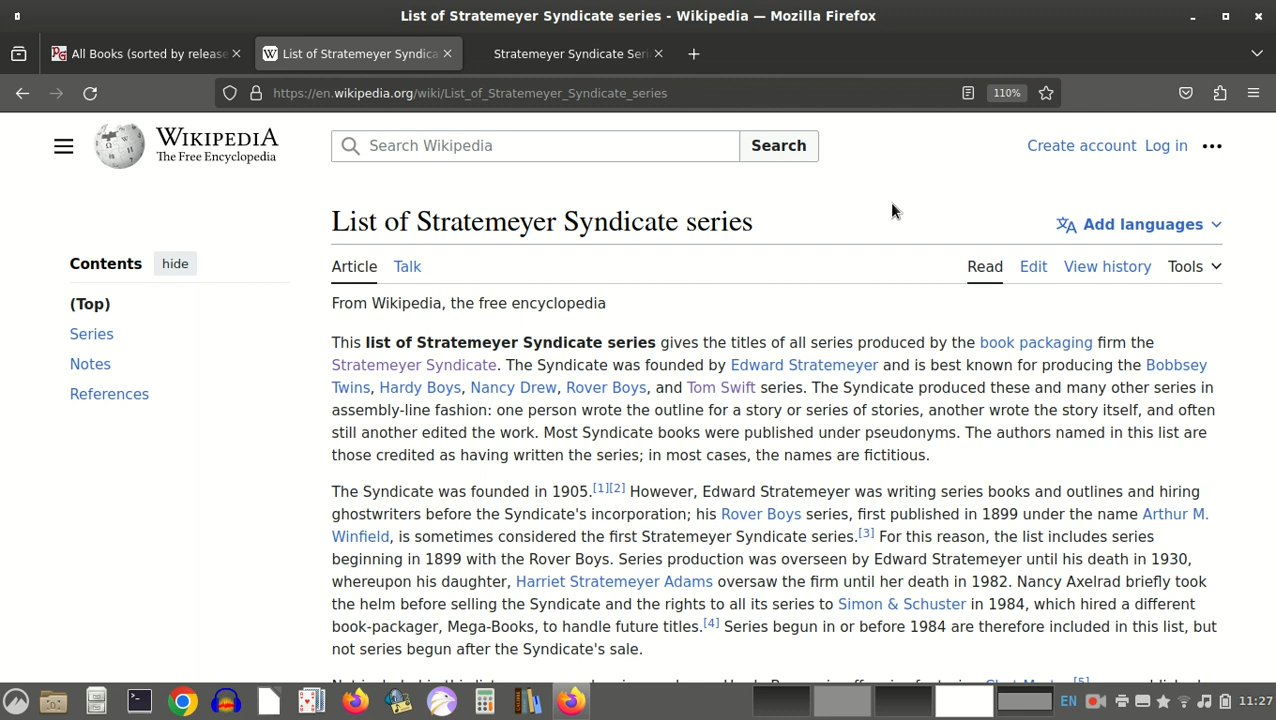 List of Stratemeyer Syndicate series - Wikipedia — Mozilla Firefox
All Books (sorted by release
List of Stratemeyer Syndica
Stratemeyer Syndicate Seri
https://en.wikipedia.org/wiki/List_of_Stratemeyer_Syndicate_series
110%
WIKIPEDIA
The Free Encyclopedia
Search Wikipedia
Search
Create account Log in
List of Stratemeyer Syndicate series
Add languages
Contents hide
(Top)
Series
Notes
References
Article Talk
Read Edit View history Tools
From Wikipedia, the free encyclopedia
This list of Stratemeyer Syndicate series gives the titles of all series produced by the book packaging firm the
Stratemeyer Syndicate. The Syndicate was founded by Edward Stratemeyer and is best known for producing the Bobbsey
Twins, Hardy Boys, Nancy Drew, Rover Boys, and Tom Swift series. The Syndicate produced these and many other series in
assembly-line fashion: one person wrote the outline for a story or series of stories, another wrote the story itself, and often
still another edited the work. Most Syndicate books were published under pseudonyms. The authors named in this list are
those credited as having written the series; in most cases, the names are fictitious.
The Syndicate was founded in 1905.[1][2] However, Edward Stratemeyer was writing series books and outlines and hiring
ghostwriters before the Syndicate's incorporation; his Rover Boys series, first published in 1899 under the name Arthur M.
Winfield, is sometimes considered the first Stratemeyer Syndicate series.[3] For this reason, the list includes series
beginning in 1899 with the Rover Boys. Series production was overseen by Edward Stratemeyer until his death in 1930,
whereupon his daughter, Harriet Stratemeyer Adams oversaw the firm until her death in 1982. Nancy Axelrad briefly took
the helm before selling the Syndicate and the rights to all its series to Simon & Schuster in 1984, which hired a different
book-packager, Mega-Books, to handle future titles.[4] Series begun in or before 1984 are therefore included in this list, but
not series begun after the Syndicate's sale.
EN
11:27